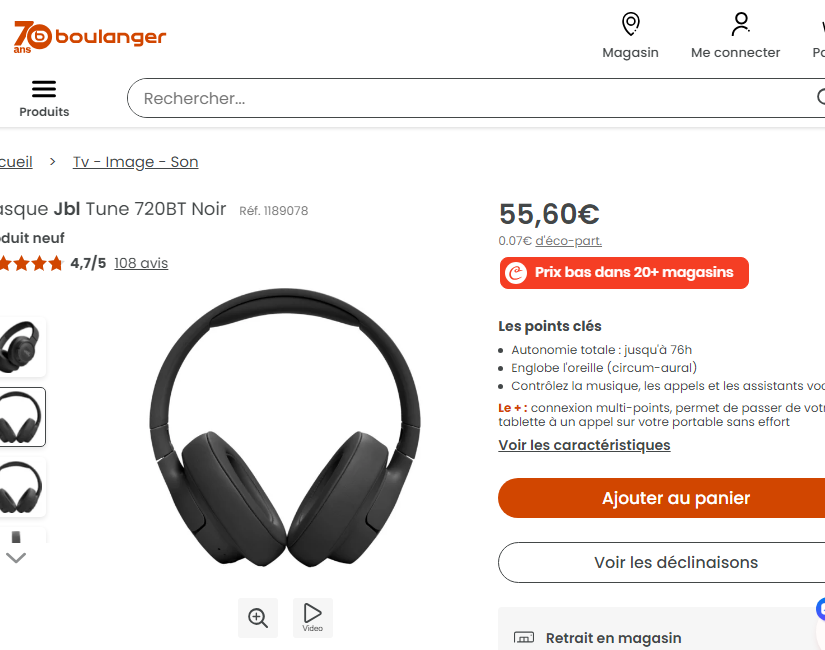 70 ans boulanger
Magasin
Me connecter
Produits
Rechercher...
cueil > Tv - Image - Son
asque Jbl Tune 720BT Noir Réf. 1189078
duit neuf
4,7/5 108 avis
55,60€
0.07€ d'éco-part.
Prix bas dans 20+ magasins
Les points clés
Autonomie totale : jusqu'à 76h
Englobe l'oreille (circum-aural)
Contrôlez la musique, les appels et les assistants voc
Le + : connexion multi-points, permet de passer de votr
tablette à un appel sur votre portable sans effort
Voir les caractéristiques
Ajouter au panier
Voir les déclinaisons
Video
Retrait en magasin